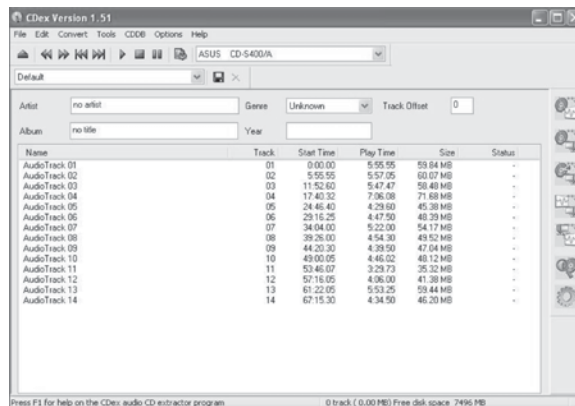 CDex Version 1.51
File Edit Convert Tools CDDB Options Help
ASUS CD-S400/A
Default
Artist no artist Genre Unknown Track Offset 0
Album no title Year
Name Track Start Time Play Time Size Status
AudioTrack 01 01 0:00.00 5:55.55 59.84 MB -
AudioTrack 02 02 5:55.55 5:57.05 60.07 MB -
AudioTrack 03 03 11:52.60 5:47.47 58.48 MB -
AudioTrack 04 04 17:40.32 7:06.08 71.68 MB -
AudioTrack 05 05 24:46.40 4:29.60 45.38 MB -
AudioTrack 06 06 29:16.25 4:47.50 48.39 MB -
AudioTrack 07 07 34:04.00 5:22.00 54.17 MB -
AudioTrack 08 08 39:26.00 4:54.30 49.52 MB -
AudioTrack 09 09 44:20.30 4:39.50 47.04 MB -
AudioTrack 10 10 49:00.05 4:46.02 48.12 MB -
AudioTrack 11 11 53:46.07 3:29.73 35.32 MB -
AudioTrack 12 12 57:16.05 4:06.00 41.38 MB -
AudioTrack 13 13 61:22.05 5:53.25 59.44 MB -
AudioTrack 14 14 67:15.30 4:34.50 46.20 MB -
Press F1 for help on the CDex audio CD extractor program 0 track ( 0.00 MB) Free disk space 7496 MB